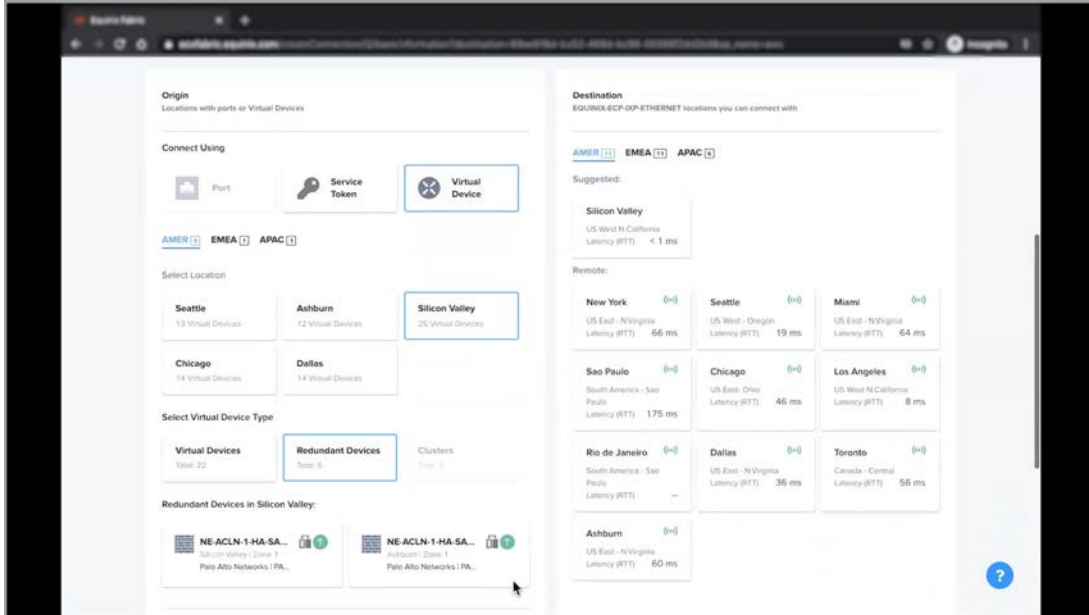 Equinix Fabric
ecxfabric.equinix.com
Incognito
Origin
Locations with ports or Virtual Devices
Connect Using
Port
Service
Token
Virtual
Device
AMER 5 EMEA 1 APAC 1
Select Location
Seattle
13 Virtual Devices
Ashburn
12 Virtual Devices
Silicon Valley
26 Virtual Devices
Chicago
14 Virtual Devices
Dallas
14 Virtual Devices
Select Virtual Device Type
Virtual Devices
Total: 22
Redundant Devices
Total: 6
Clusters
Redundant Devices in Silicon Valley:
NE-ACLN-1-HA-SA...
Silicon Valley | Zone 1
Palo Alto Networks | PA...
NE-ACLN-1-HA-SA...
Ashburn | Zone 1
Palo Alto Networks | PA...
Destination
EQUINIX-ECP-IXP-ETHERNET locations you can connect with
AMER 11 EMEA 11 APAC
Suggested:
Silicon Valley
US West N.California
Latency (RTT) < 1 ms
Remote:
New York
US East - N.Virginia
Latency (RTT) 66 ms
Seattle
US West - Oregon
Latency (RTT) 19 ms
Miami
US East - N.Virginia
Latency (RTT) 64 ms
Sao Paulo
South America - Sao
Paulo
Latency (RTT) 175 ms
Chicago
US East- Ohio
Latency (RTT) 46 ms
Los Angeles
US West N.California
Latency (RTT) 8 ms
Rio de Janeiro
South America - Sao
Paulo
Latency (RTT) --
Dallas
US East - N.Virginia
Latency (RTT) 36 ms
Toronto
Canada - Central
Latency (RTT) 56 ms
Ashburn
US East - N.Virginia
Latency (RTT) 60 ms
?